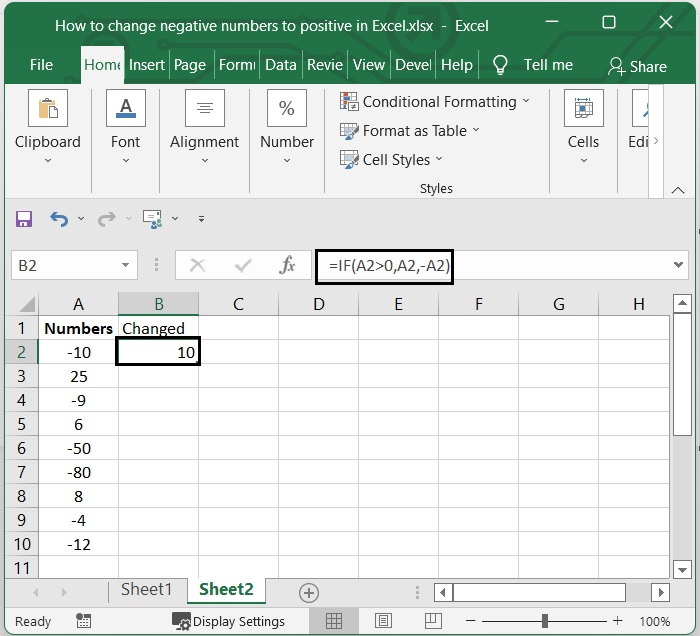 How to change negative numbers to positive in Excel.xlsx - Excel
File Home Insert Page Formu Data Revie View Devel Help Tell me Share
Clipboard Font Alignment Number Conditional Formatting Cells Edi
Format as Table
Cell Styles
Styles
B2 fx =IF(A2>0,A2,-A2)
A B C D E F G H
1 Numbers Changed
2 -10 10
3 25
4 -9
5 6
6 -50
7 -80
8 8
9 -4
10 -12
11
Sheet1 Sheet2
Ready Display Settings 100%